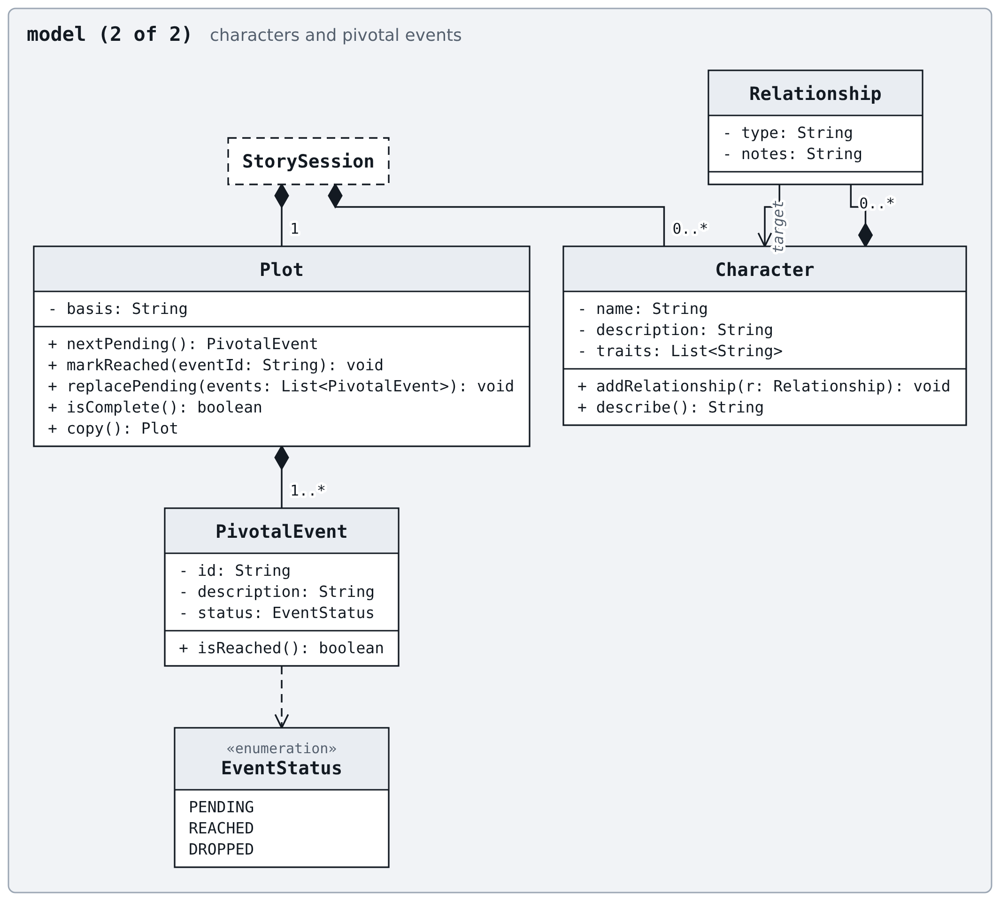 model (2 of 2) characters and pivotal events
Relationship
- type: String
- notes: String
StorySession
target
0..*
1
0..*
Plot
- basis: String
+ nextPending(): PivotalEvent
+ markReached(eventId: String): void
+ replacePending(events: List<PivotalEvent>): void
+ isComplete(): boolean
+ copy(): Plot
Character
- name: String
- description: String
- traits: List<String>
+ addRelationship(r: Relationship): void
+ describe(): String
1..*
PivotalEvent
- id: String
- description: String
- status: EventStatus
+ isReached(): boolean
«enumeration»
EventStatus
PENDING
REACHED
DROPPED